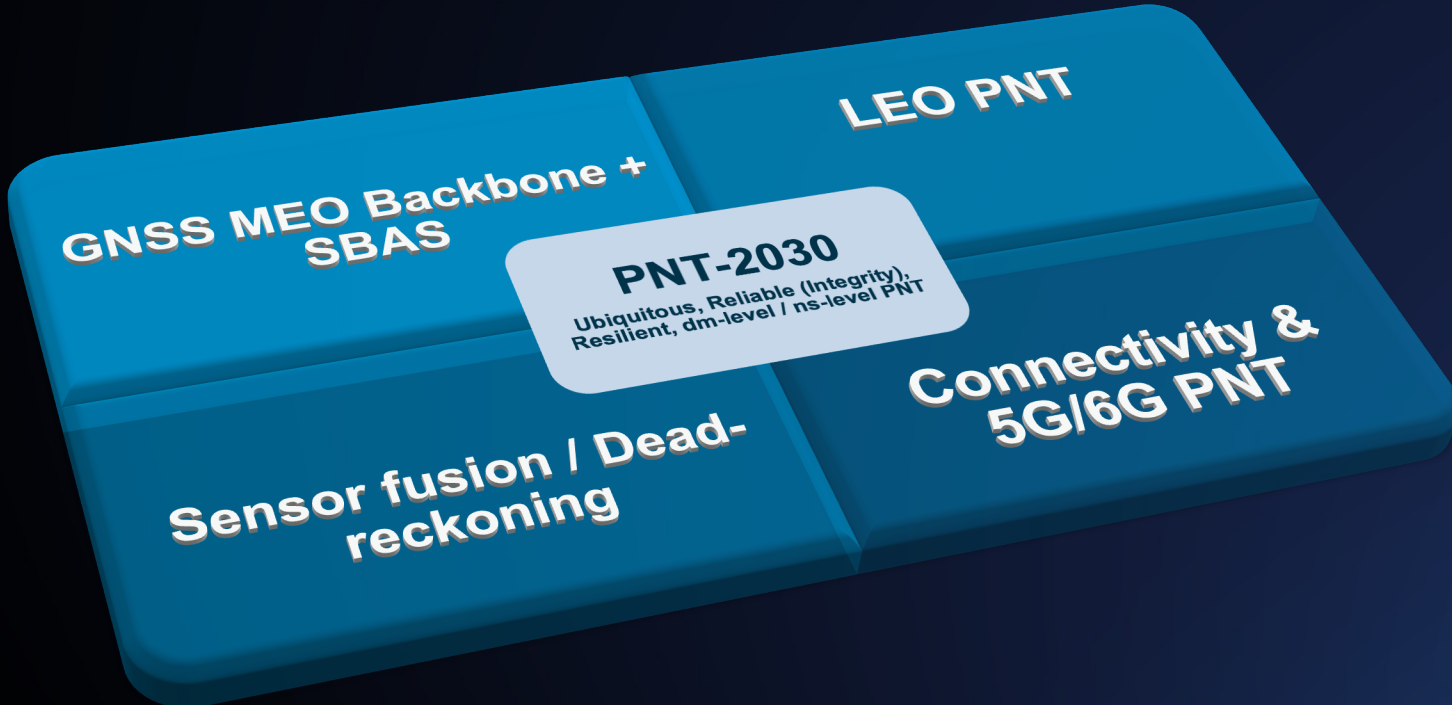 GNSS MEO Backbone +
SBAS
LEO PNT
PNT-2030
Ubiquitous, Reliable (Integrity),
Resilient, dm-level / ns-level PNT
Sensor fusion / Dead-
reckoning
Connectivity &
5G/6G PNT